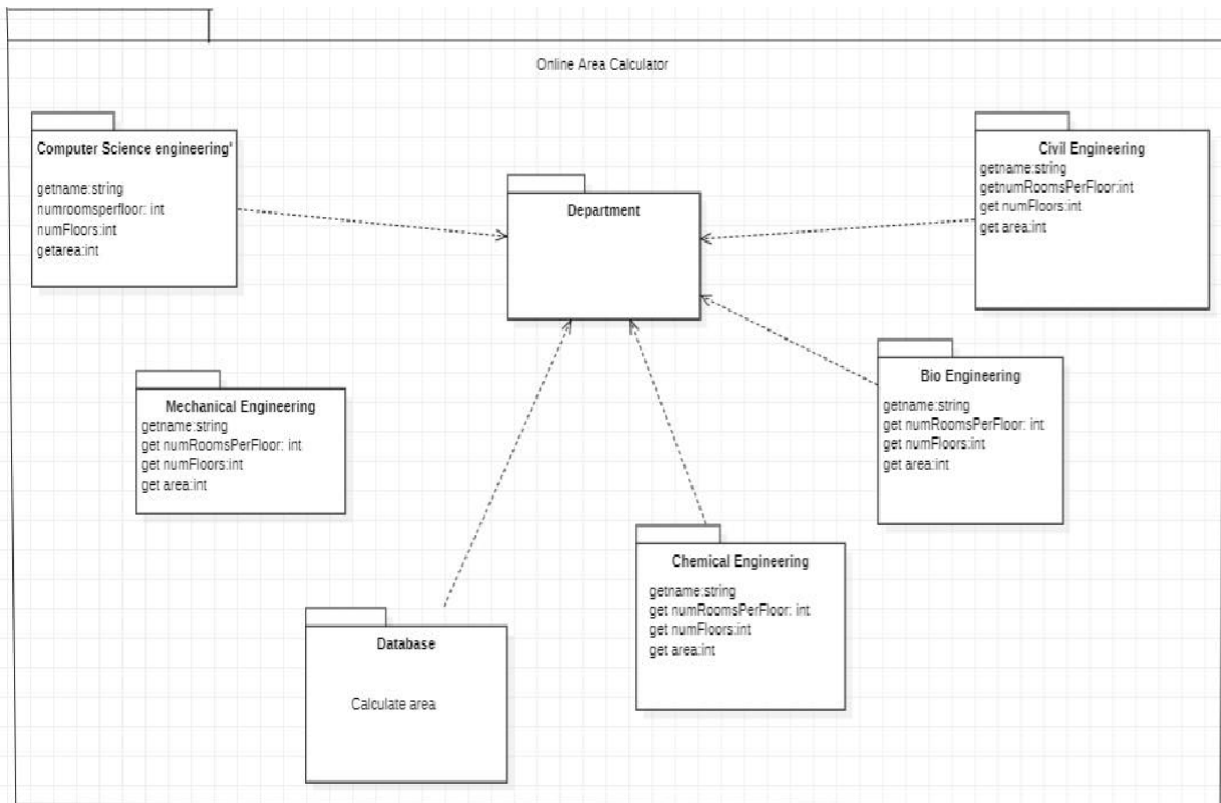 Online Area Calculator
Computer Science engineering"
getname:string
numroomsperfloor: int
numFloors:int
getarea:int
Department
Civil Engineering
getname:string
getnumRoomsPerFloor:int
get numFloors:int
get area:int
Mechanical Engineering
getname:string
get numRoomsPerFloor: int
get numFloors:int
get area:int
Bio Engineering
getname:string
get numRoomsPerFloor: int
get numFloors:int
get area:int
Chemical Engineering
getname:string
get numRoomsPerFloor: int
get numFloors:int
get area:int
Database
Calculate area